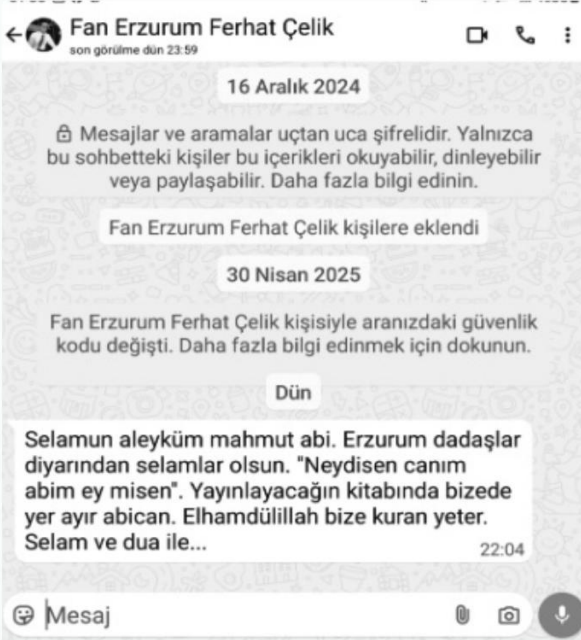 Fan Erzurum Ferhat Çelik
son görülme dün 23:59
16 Aralık 2024
Mesajlar ve aramalar uçtan uca şifrelidir. Yalnızca
bu sohbetteki kişiler bu içerikleri okuyabilir, dinleyebilir
veya paylaşabilir. Daha fazla bilgi edinin.
Fan Erzurum Ferhat Çelik kişilere eklendi
30 Nisan 2025
Fan Erzurum Ferhat Çelik kişisiyle aranızdaki güvenlik
kodu değişti. Daha fazla bilgi edinmek için dokunun.
Dün
Selamun aleyküm mahmut abi. Erzurum dadaşlar
diyarından selamlar olsun. "Neydisen canım
abim ey misen". Yayınlayacağın kitabında bizede
yer ayır abican. Elhamdülillah bize kuran yeter.
Selam ve dua ile...
22:04
Mesaj